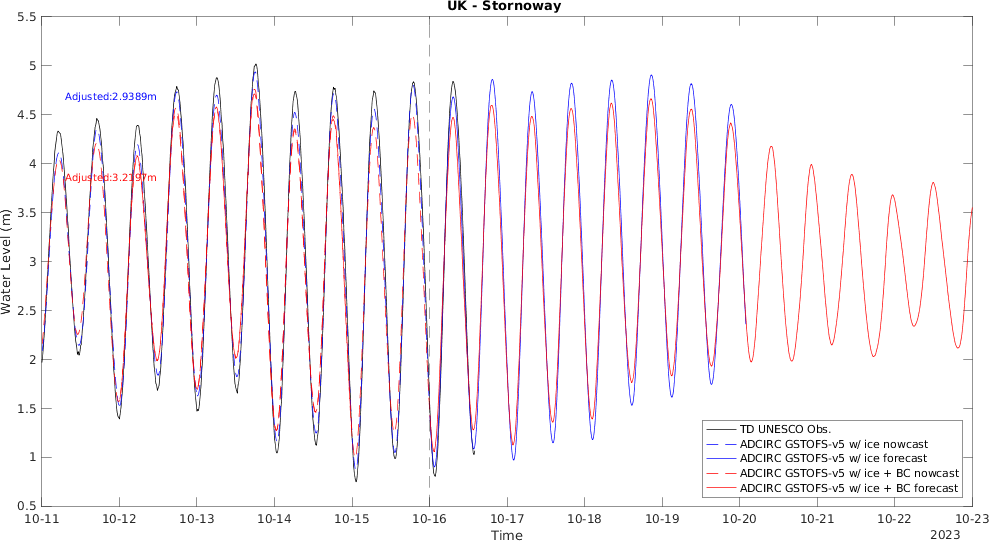 UK - Stornoway
5.5
5
4.5
4
3.5
3
2.5
2
1.5
1
0.5
Water Level (m)
Adjusted:2.9389m
Adjusted:3.2197m
TD UNESCO Obs.
ADCIRC GSTOFS-v5 w/ ice nowcast
ADCIRC GSTOFS-v5 w/ ice forecast
ADCIRC GSTOFS-v5 w/ ice + BC nowcast
ADCIRC GSTOFS-v5 w/ ice + BC forecast
10-11 10-12 10-13 10-14 10-15 10-16 10-17 10-18 10-19 10-20 10-21 10-22 10-23
Time
2023